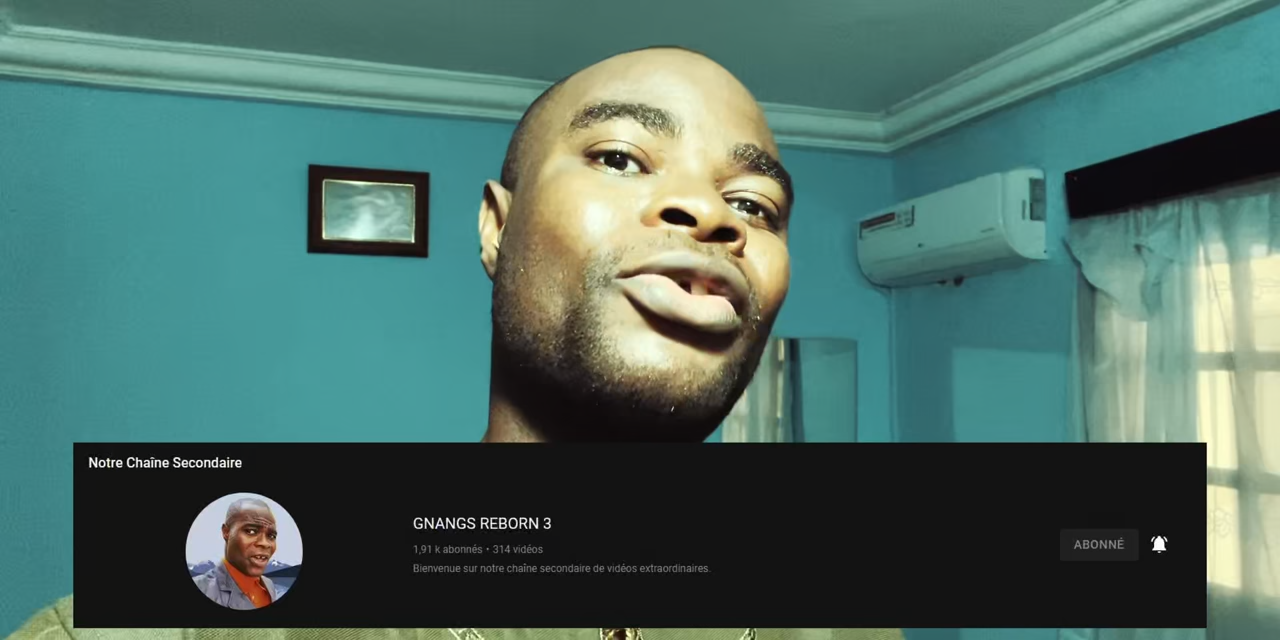 Notre Chaîne Secondaire
GNANGS REBORN 3
1,91 k abonnés • 314 vidéos
ABONNÉ
Bienvenue sur notre chaîne secondaire de vidéos extraordinaires.